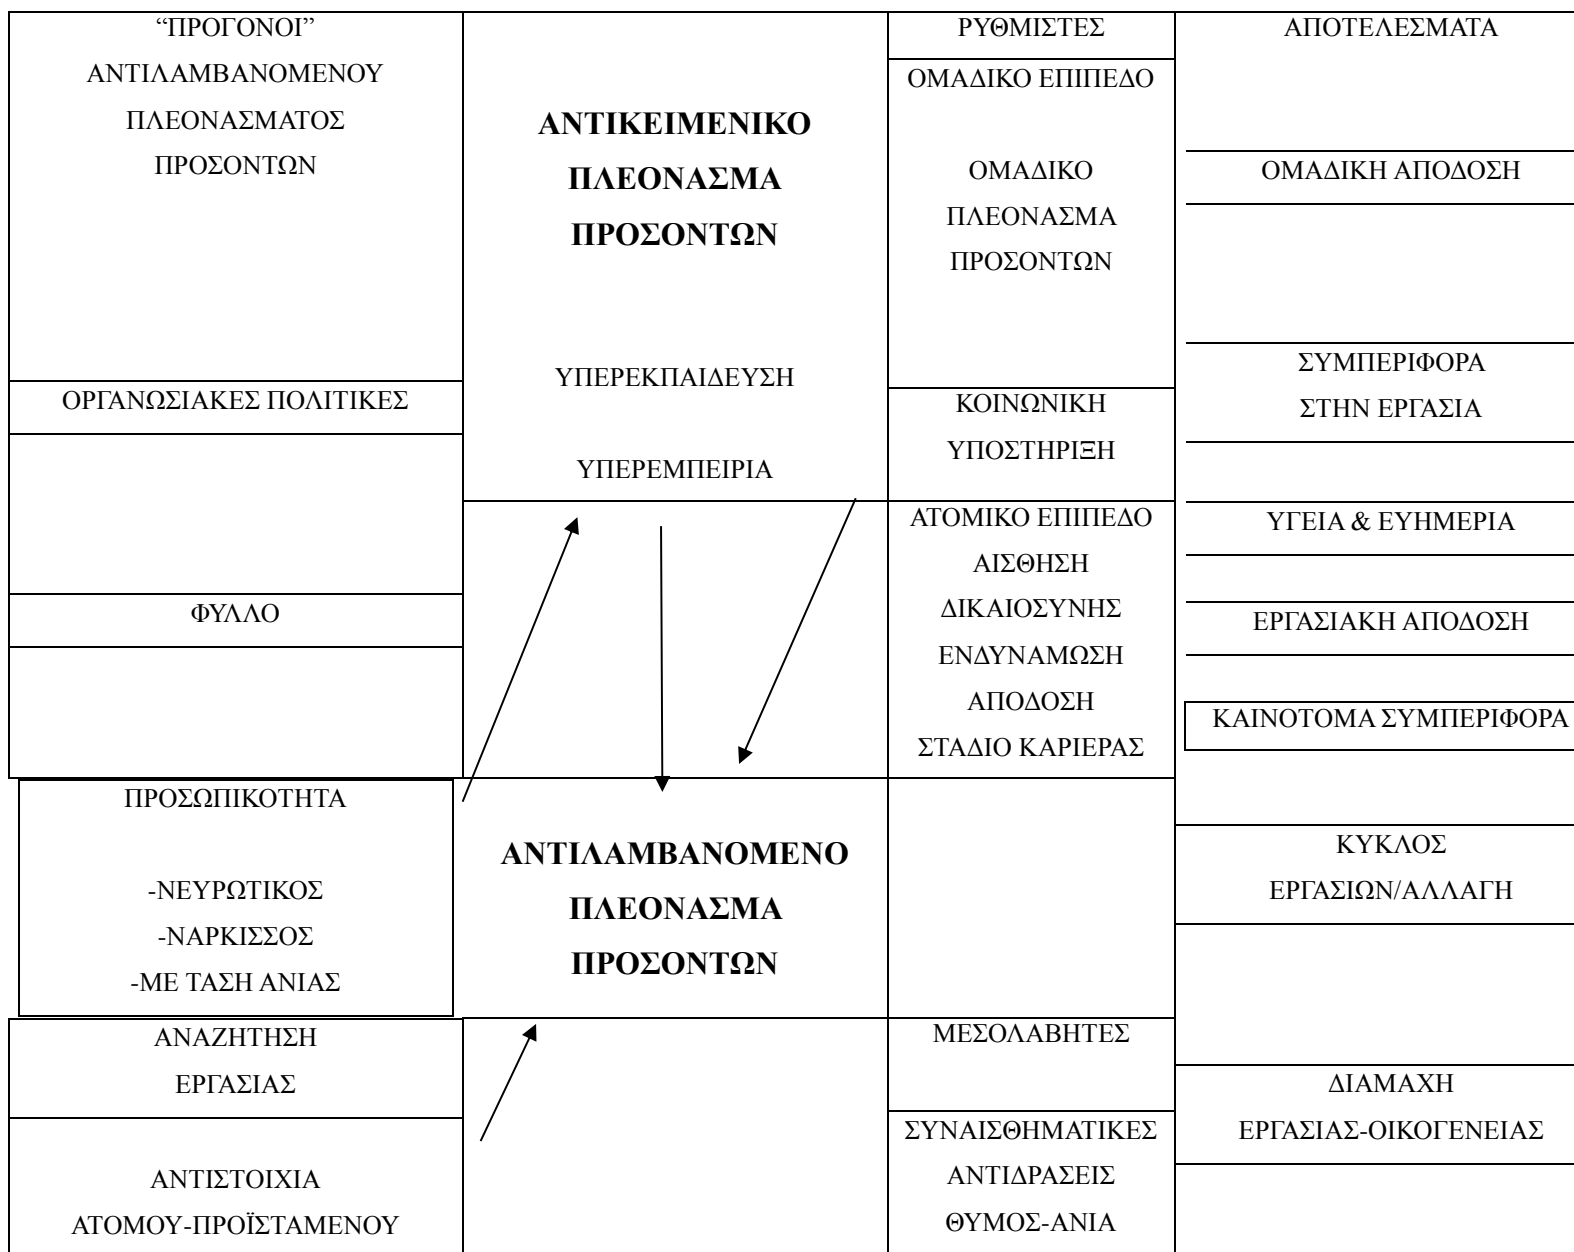 “ΠΡΟΓΟΝΟΙ”
ΑΝΤΙΛΑΜΒΑΝΟΜΕΝΟΥ
ΠΛΕΟΝΑΣΜΑΤΟΣ
ΠΡΟΣΟΝΤΩΝ
ΟΡΓΑΝΩΣΙΑΚΕΣ ΠΟΛΙΤΙΚΕΣ
ΦΥΛΛΟ
ΠΡΟΣΩΠΙΚΟΤΗΤΑ
-ΝΕΥΡΩΤΙΚΟΣ
-ΝΑΡΚΙΣΣΟΣ
-ΜΕ ΤΑΣΗ ΑΝΙΑΣ
ΑΝΑΖΗΤΗΣΗ
ΕΡΓΑΣΙΑΣ
ΑΝΤΙΣΤΟΙΧΙΑ
ΑΤΟΜΟΥ-ΠΡΟΪΣΤΑΜΕΝΟΥ
ΑΝΤΙΚΕΙΜΕΝΙΚΟ
ΠΛΕΟΝΑΣΜΑ
ΠΡΟΣΟΝΤΩΝ
ΥΠΕΡΕΚΠΑΙΔΕΥΣΗ
ΥΠΕΡΕΜΠΕΙΡΙΑ
ΑΝΤΙΛΑΜΒΑΝΟΜΕΝΟ
ΠΛΕΟΝΑΣΜΑ
ΠΡΟΣΟΝΤΩΝ
ΡΥΘΜΙΣΤΕΣ
ΟΜΑΔΙΚΟ ΕΠΙΠΕΔΟ
ΟΜΑΔΙΚΟ
ΠΛΕΟΝΑΣΜΑ
ΠΡΟΣΟΝΤΩΝ
ΚΟΙΝΩΝΙΚΗ
ΥΠΟΣΤΗΡΙΞΗ
ΑΤΟΜΙΚΟ ΕΠΙΠΕΔΟ
ΑΙΣΘΗΣΗ
ΔΙΚΑΙΟΣΥΝΗΣ
ΕΝΔΥΝΑΜΩΣΗ
ΑΠΟΔΟΣΗ
ΣΤΑΔΙΟ ΚΑΡΙΕΡΑΣ
ΜΕΣΟΛΑΒΗΤΕΣ
ΣΥΝΑΙΣΘΗΜΑΤΙΚΕΣ
ΑΝΤΙΔΡΑΣΕΙΣ
ΘΥΜΟΣ-ΑΝΙΑ
ΑΠΟΤΕΛΕΣΜΑΤΑ
ΟΜΑΔΙΚΗ ΑΠΟΔΟΣΗ
ΣΥΜΠΕΡΙΦΟΡΑ
ΣΤΗΝ ΕΡΓΑΣΙΑ
ΥΓΕΙΑ & ΕΥΗΜΕΡΙΑ
ΕΡΓΑΣΙΑΚΗ ΑΠΟΔΟΣΗ
ΚΑΙΝΟΤΟΜΑ ΣΥΜΠΕΡΙΦΟΡΑ
ΚΥΚΛΟΣ
ΕΡΓΑΣΙΩΝ/ΑΛΛΑΓΗ
ΔΙΑΜΑΧΗ
ΕΡΓΑΣΙΑΣ-ΟΙΚΟΓΕΝΕΙΑΣ